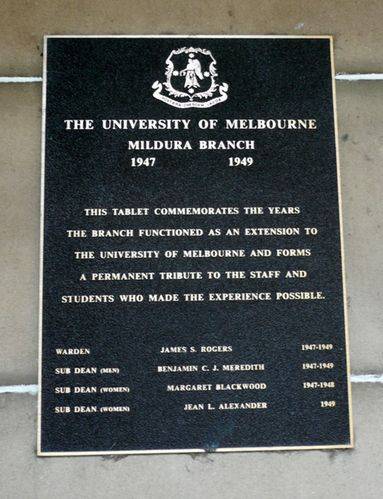 THE UNIVERSITY OF MELBOURNE
MILDURA BRANCH
1947 1949
THIS TABLET COMMEMORATES THE YEARS
THE BRANCH FUNCTIONED AS AN EXTENSION TO
THE UNIVERSITY OF MELBOURNE AND FORMS
A PERMANENT TRIBUTE TO THE STAFF AND
STUDENTS WHO MADE THE EXPERIENCE POSSIBLE.
WARDEN JAMES S. ROGERS 1947-1949
SUB DEAN (MEN) BENJAMIN C. J. MEREDITH 1947-1949
SUB DEAN (WOMEN) MARGARET BLACKWOOD 1947-1948
SUB DEAN (WOMEN) JEAN L. ALEXANDER 1949